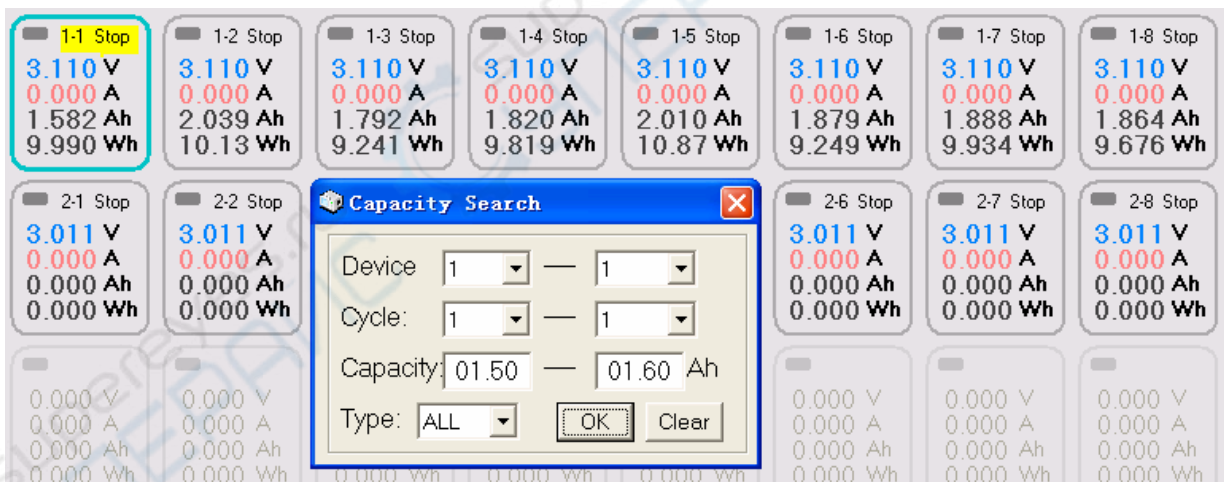 1-1 Stop 1-2 Stop 1-3 Stop 1-4 Stop 1-5 Stop 1-6 Stop 1-7 Stop 1-8 Stop
3.110 V 3.110 V 3.110 V 3.110 V 3.110 V 3.110 V 3.110 V 3.110 V
0.000 A 0.000 A 0.000 A 0.000 A 0.000 A 0.000 A 0.000 A 0.000 A
1.582 Ah 2.039 Ah 1.792 Ah 1.820 Ah 2.010 Ah 1.879 Ah 1.888 Ah 1.864 Ah
9.990 Wh 10.13 Wh 9.241 Wh 9.819 Wh 10.87 Wh 9.249 Wh 9.934 Wh 9.676 Wh
2-1 Stop 2-2 Stop 2-6 Stop 2-7 Stop 2-8 Stop
3.011 V 3.011 V 3.011 V 3.011 V 3.011 V
0.000 A 0.000 A 0.000 A 0.000 A 0.000 A
0.000 Ah 0.000 Ah 0.000 Ah 0.000 Ah 0.000 Ah
0.000 Wh 0.000 Wh 0.000 Wh 0.000 Wh 0.000 Wh
Capacity Search
Device 1 — 1
Cycle: 1 — 1
Capacity: 01.50 — 01.60 Ah
Type: ALL OK Clear
0.000 V 0.000 V 0.000 V 0.000 V 0.000 V
0.000 A 0.000 A 0.000 A 0.000 A 0.000 A
0.000 Ah 0.000 Ah 0.000 Ah 0.000 Ah 0.000 Ah
0.000 Wh 0.000 Wh 0.000 Wh 0.000 Wh 0.000 Wh 0.000 Wh 0.000 Wh 0.000 Wh